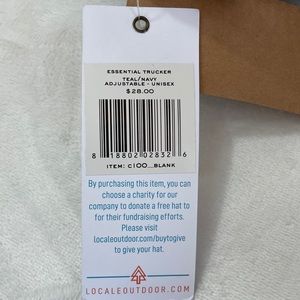 ESSENTIAL TRUCKER
TEAL/NAVY
ADJUSTABLE - UNISEX
$28.00
8 18802 02832 6
ITEM: c100_BLANK
By purchasing this item, you can
choose a charity for our
company to donate a free hat to
for their fundraising efforts.
Please visit
localeoutdoor.com/buytogive
to give your hat.
LOCALEOUTDOOR.COM